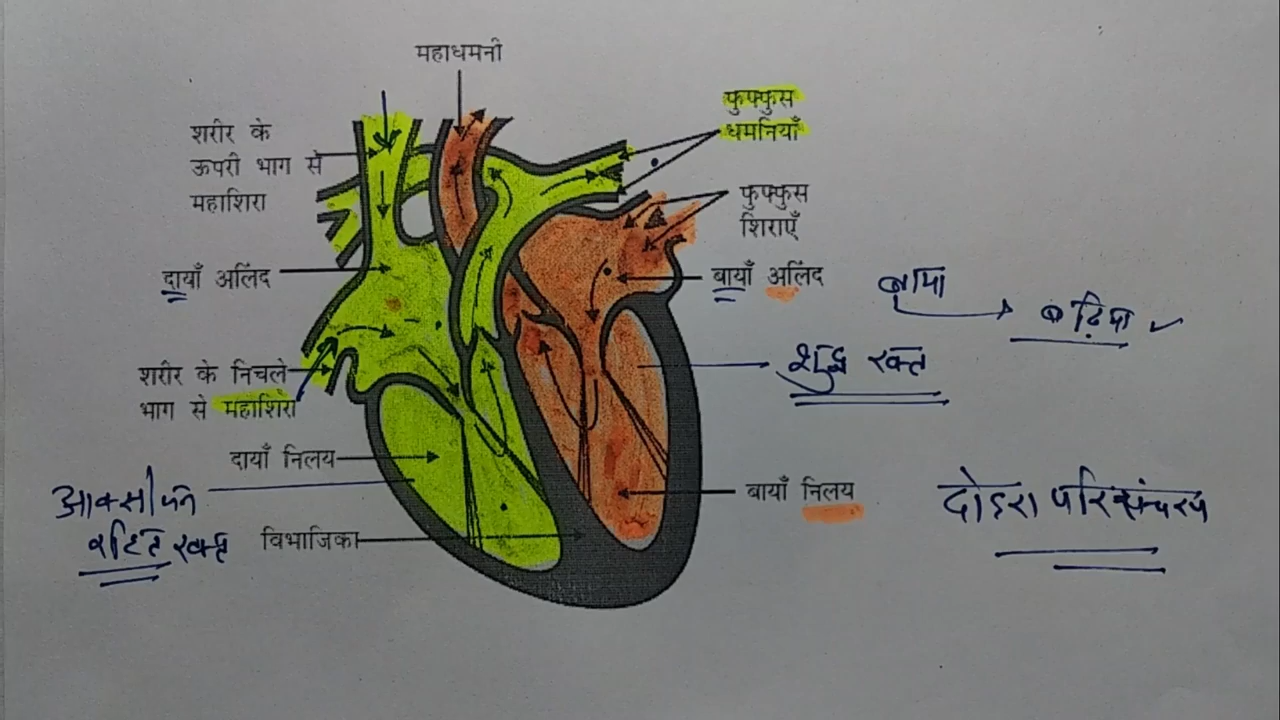 महाधमनी
फुफ्फुस
धमनियाँ
शरीर के
ऊपरी भाग से
महाशिरा
फुफ्फुस
शिराएँ
दायाँ अलिंद
बायाँ अलिंद
बाया
बढ़िया
शुद्ध रक्त
शरीर के निचले
भाग से महाशिरा
दायाँ निलय
बायाँ निलय
आक्सीजन
रहित रक्त
दोहरा परिसंचरण
विभाजिका